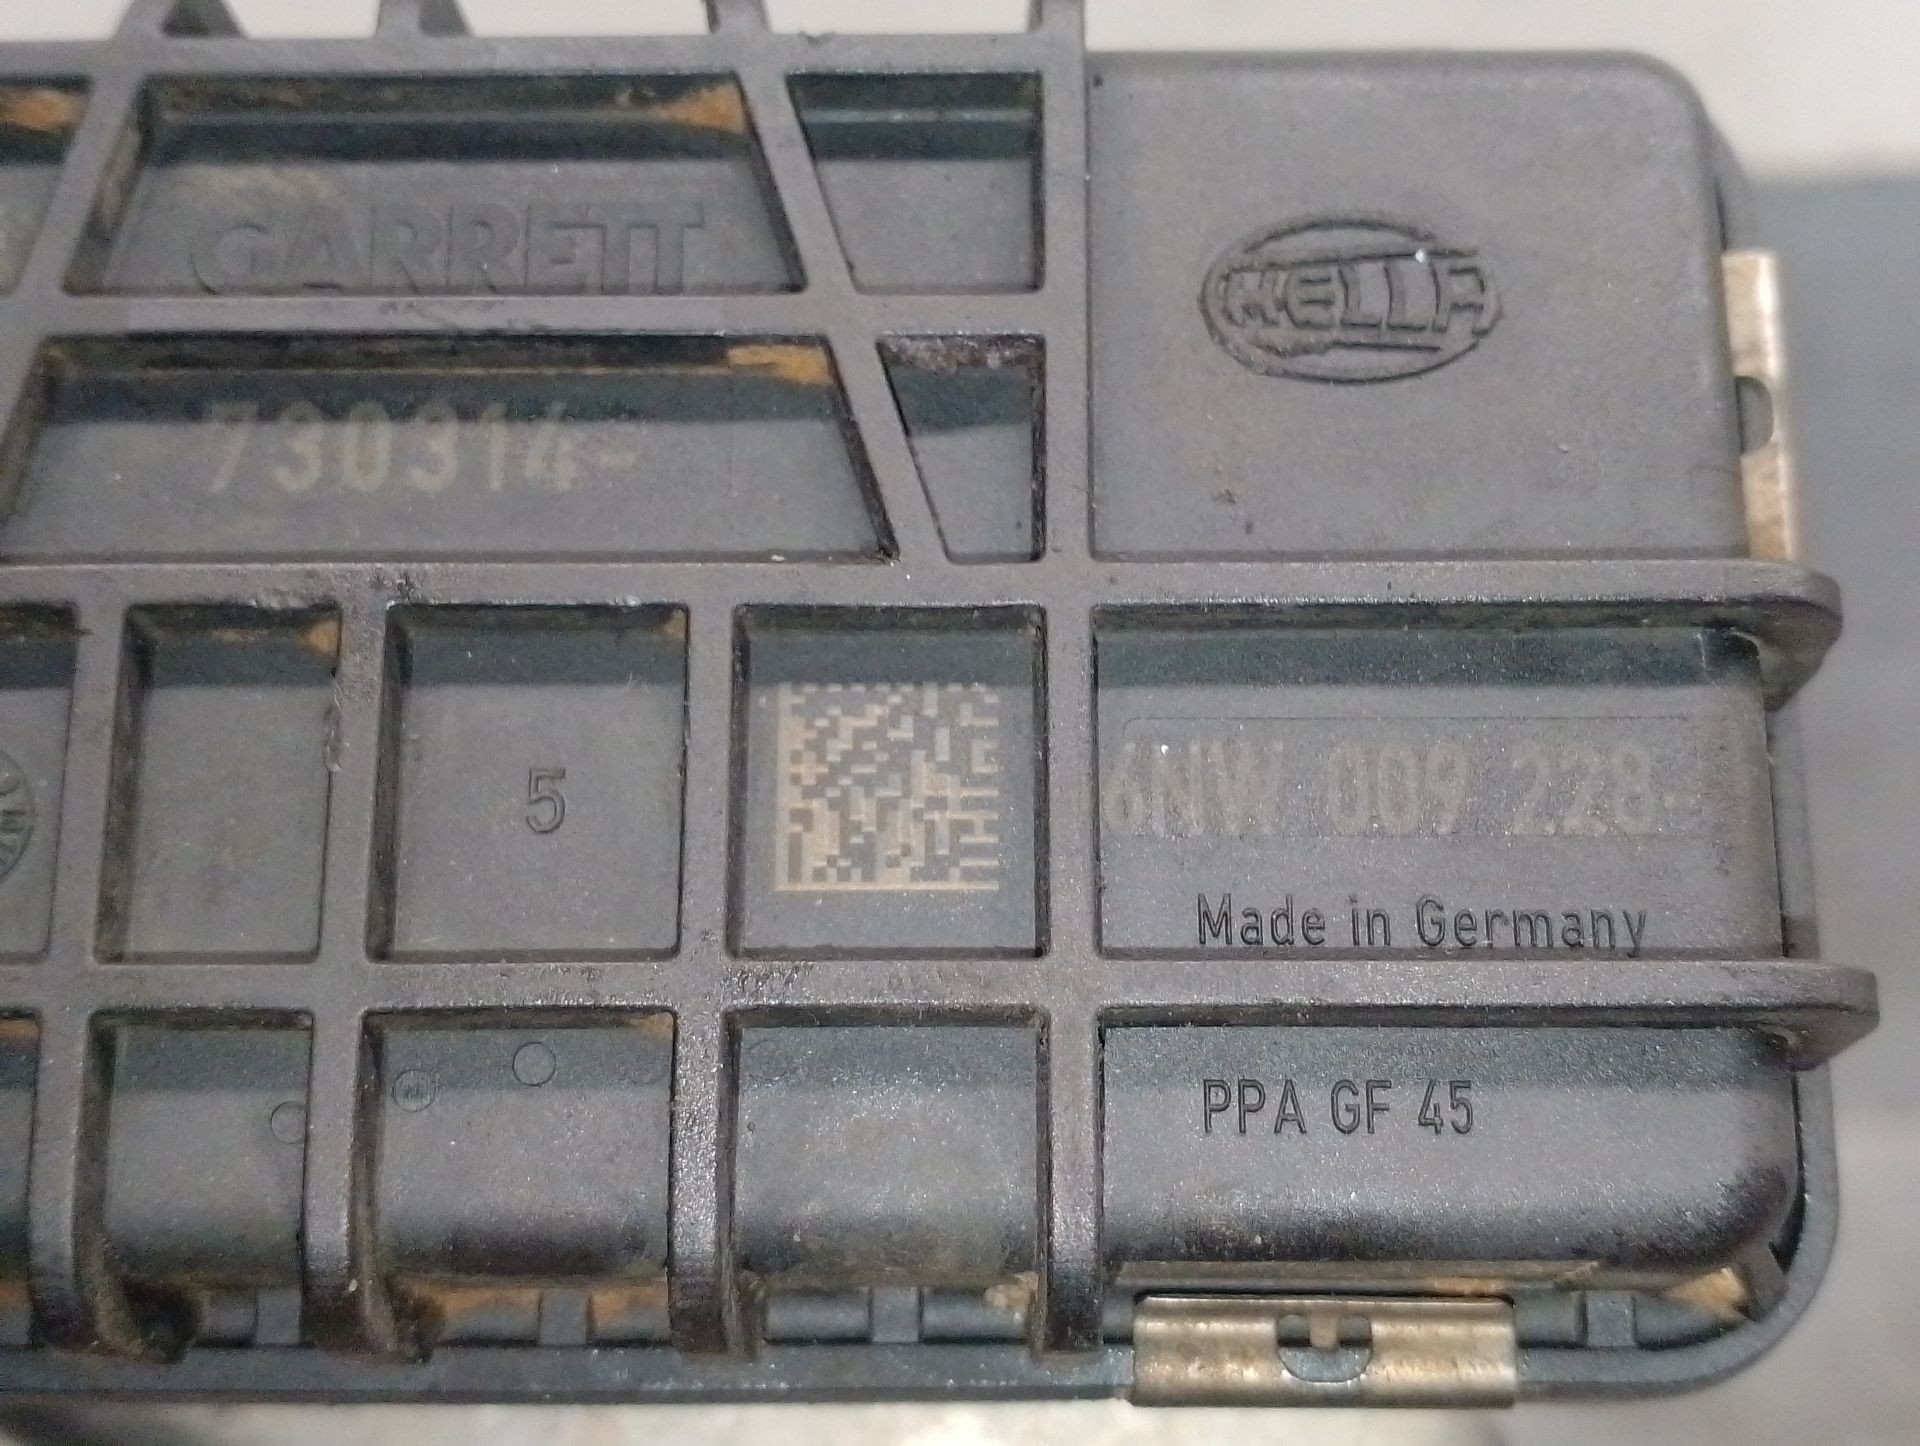 GARRETT
HELLA
730314-
5
6NW 009 228-
Made in Germany
PPA GF 45